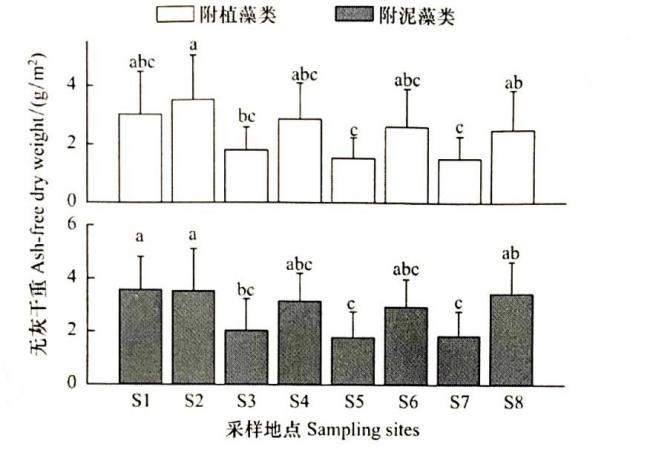 附植藻类 附泥藻类
无灰干重 Ash-free dry weight/(g/m²)
4
2
0
abc a bc abc c abc c ab
6
4
2
0
a a bc abc c abc c ab
S1 S2 S3 S4 S5 S6 S7 S8
采样地点 Sampling sites